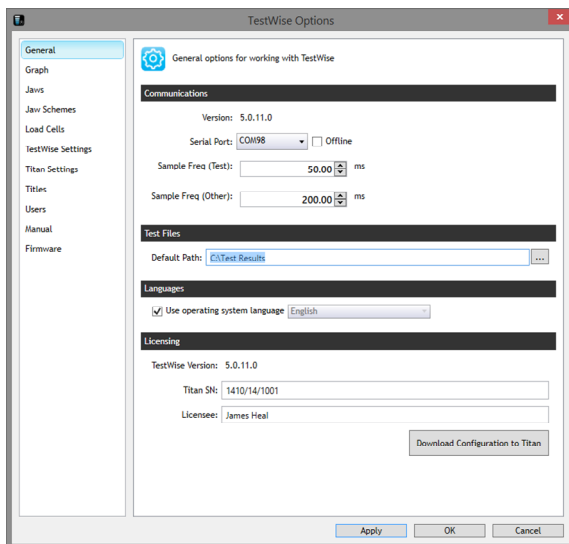 TestWise Options
General
Graph
Jaws
Jaw Schemes
Load Cells
TestWise Settings
Titan Settings
Titles
Users
Manual
Firmware
General options for working with TestWise
Communications
Version: 5.0.11.0
Serial Port: COM98 Offline
Sample Freq (Test): 50.00 ms
Sample Freq (Other): 200.00 ms
Test Files
Default Path: C:\Test Results ...
Languages
Use operating system language English
Licensing
TestWise Version: 5.0.11.0
Titan SN: 1410/14/1001
Licensee: James Heal
Download Configuration to Titan
Apply OK Cancel